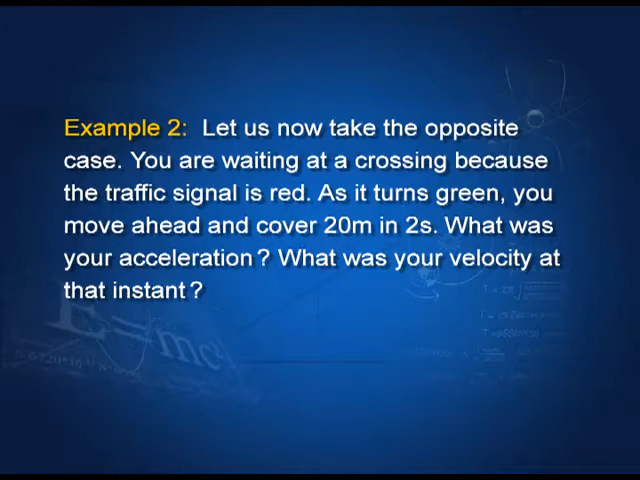 Example 2: Let us now take the opposite
case. You are waiting at a crossing because
the traffic signal is red. As it turns green, you
move ahead and cover 20m in 2s. What was
your acceleration ? What was your velocity at
that instant ?
E=mc²